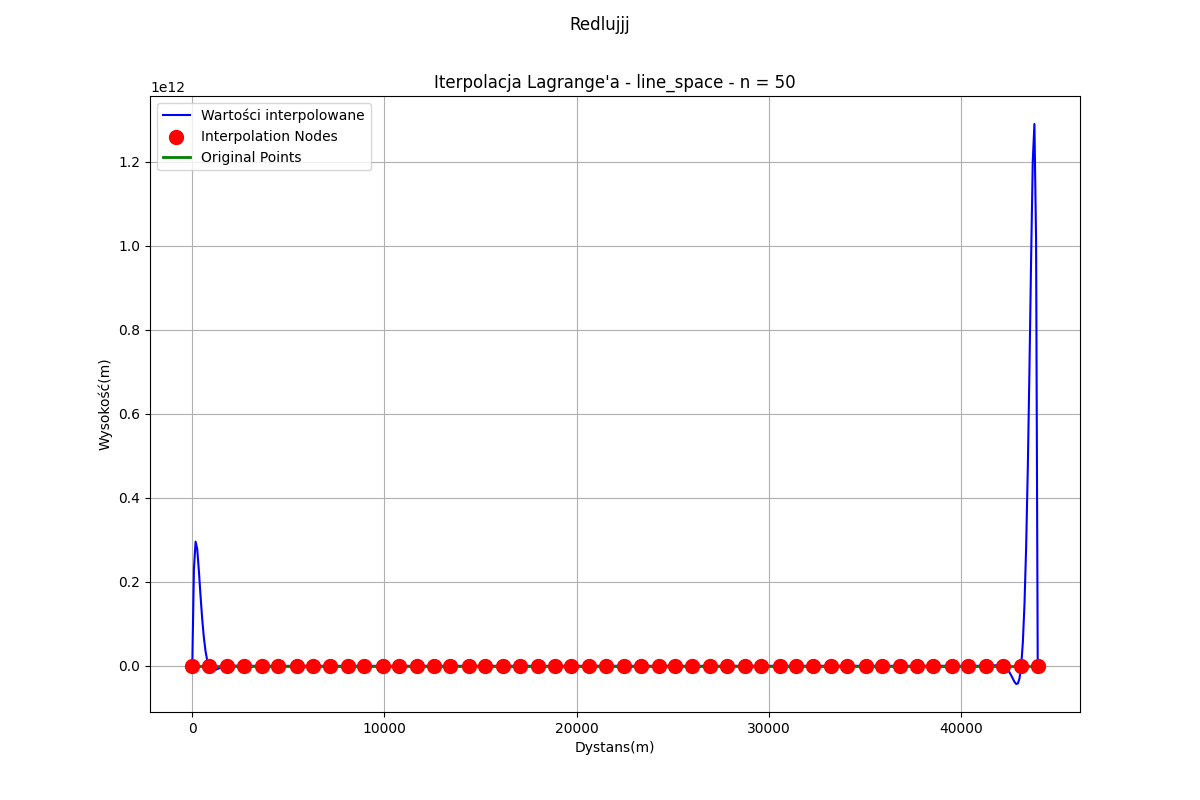 Redlujjj
Iterpolacja Lagrange'a - line_space - n = 50
1e12
Wartości interpolowane
Interpolation Nodes
Original Points
1.2
1.0
0.8
0.6
0.4
0.2
0.0
Wysokość(m)
0 10000 20000 30000 40000
Dystans(m)